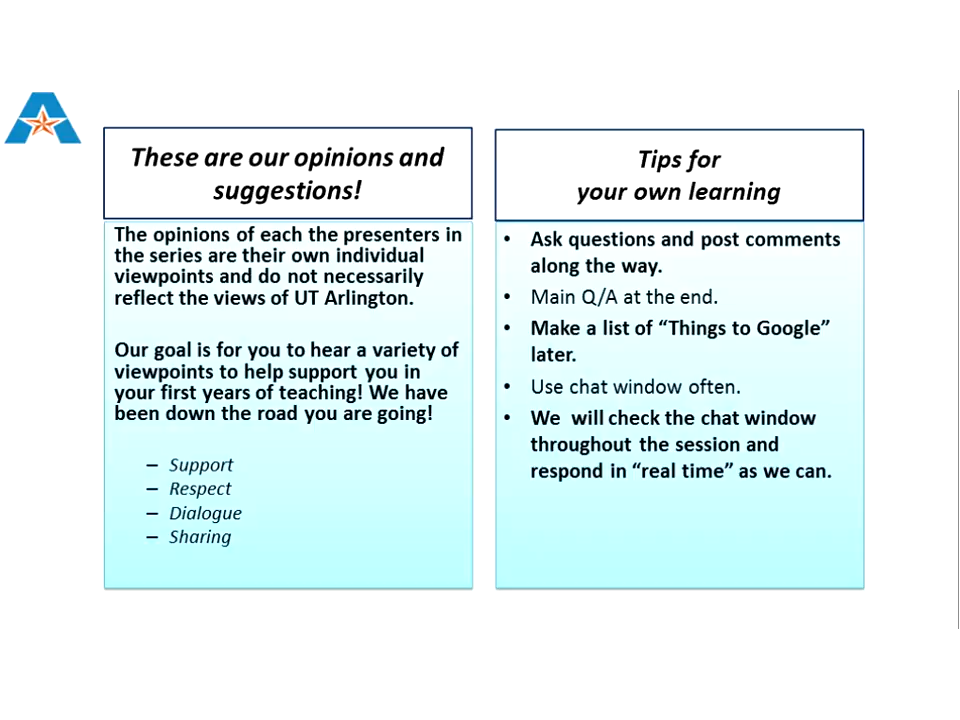 These are our opinions and
suggestions!
The opinions of each the presenters in
the series are their own individual
viewpoints and do not necessarily
reflect the views of UT Arlington.
Our goal is for you to hear a variety of
viewpoints to help support you in
your first years of teaching! We have
been down the road you are going!
– Support
– Respect
– Dialogue
– Sharing
Tips for
your own learning
• Ask questions and post comments
along the way.
• Main Q/A at the end.
• Make a list of “Things to Google”
later.
• Use chat window often.
• We will check the chat window
throughout the session and
respond in “real time” as we can.